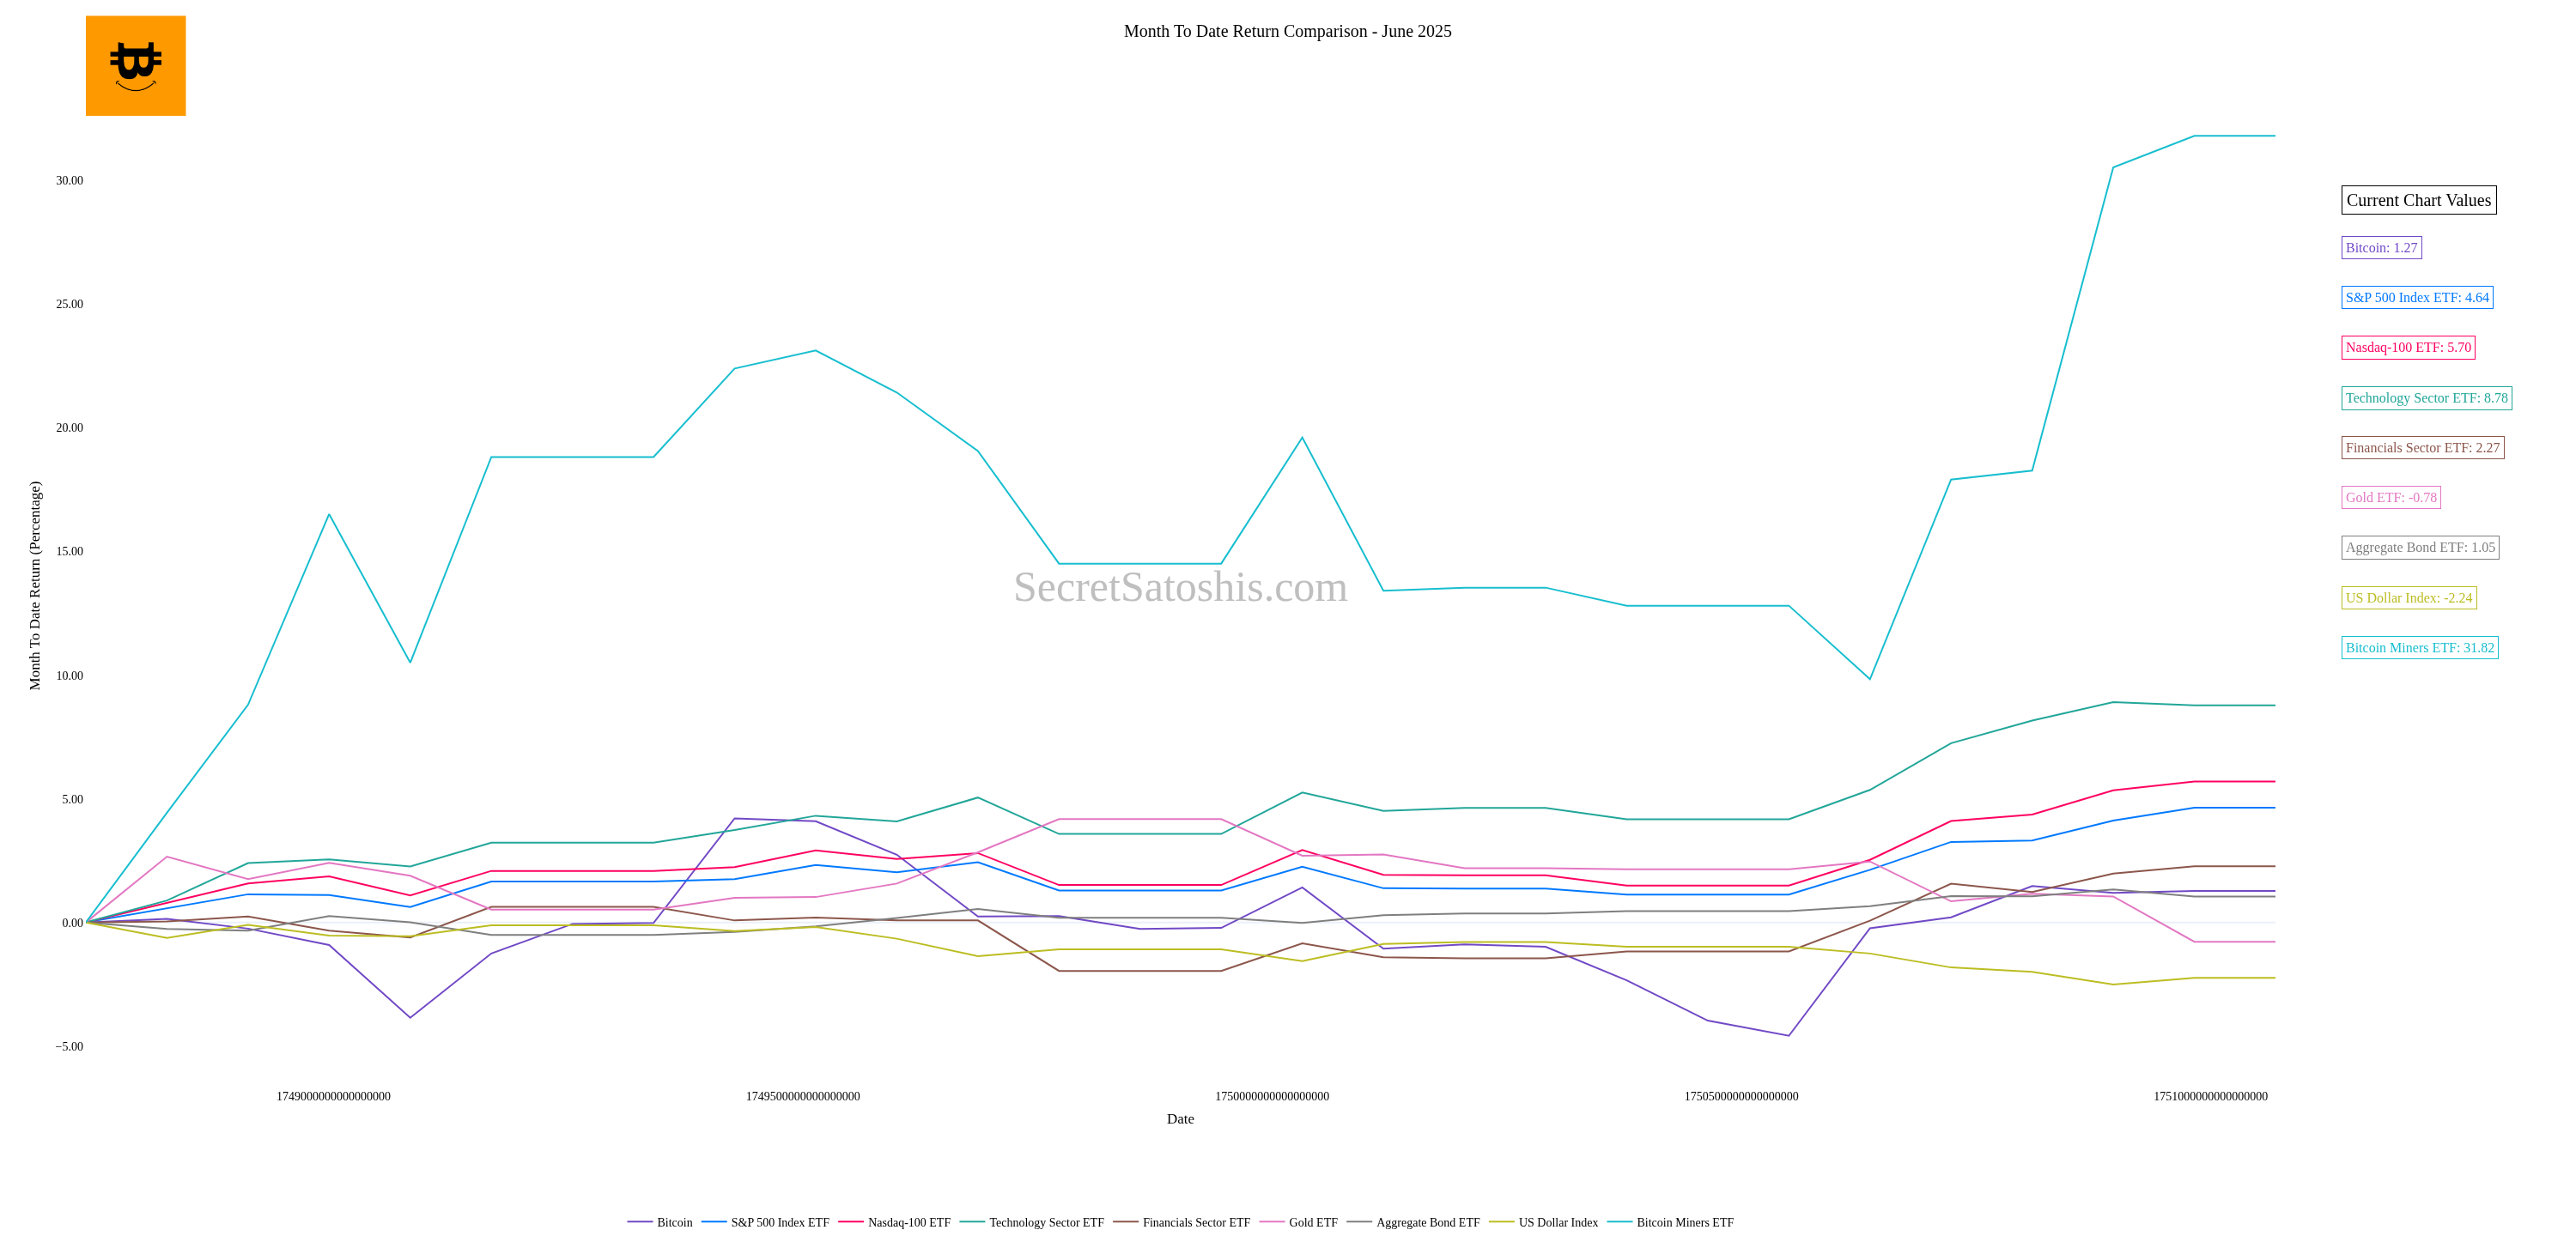 Month To Date Return Comparison - June 2025
30.00
25.00
20.00
15.00
10.00
5.00
0.00
−5.00
Month To Date Return (Percentage)
SecretSatoshis.com
Current Chart Values
Bitcoin: 1.27
S&P 500 Index ETF: 4.64
Nasdaq-100 ETF: 5.70
Technology Sector ETF: 8.78
Financials Sector ETF: 2.27
Gold ETF: -0.78
Aggregate Bond ETF: 1.05
US Dollar Index: -2.24
Bitcoin Miners ETF: 31.82
1749000000000000000 1749500000000000000 1750000000000000000 1750500000000000000 1751000000000000000
Date
Bitcoin S&P 500 Index ETF Nasdaq-100 ETF Technology Sector ETF Financials Sector ETF Gold ETF Aggregate Bond ETF US Dollar Index Bitcoin Miners ETF